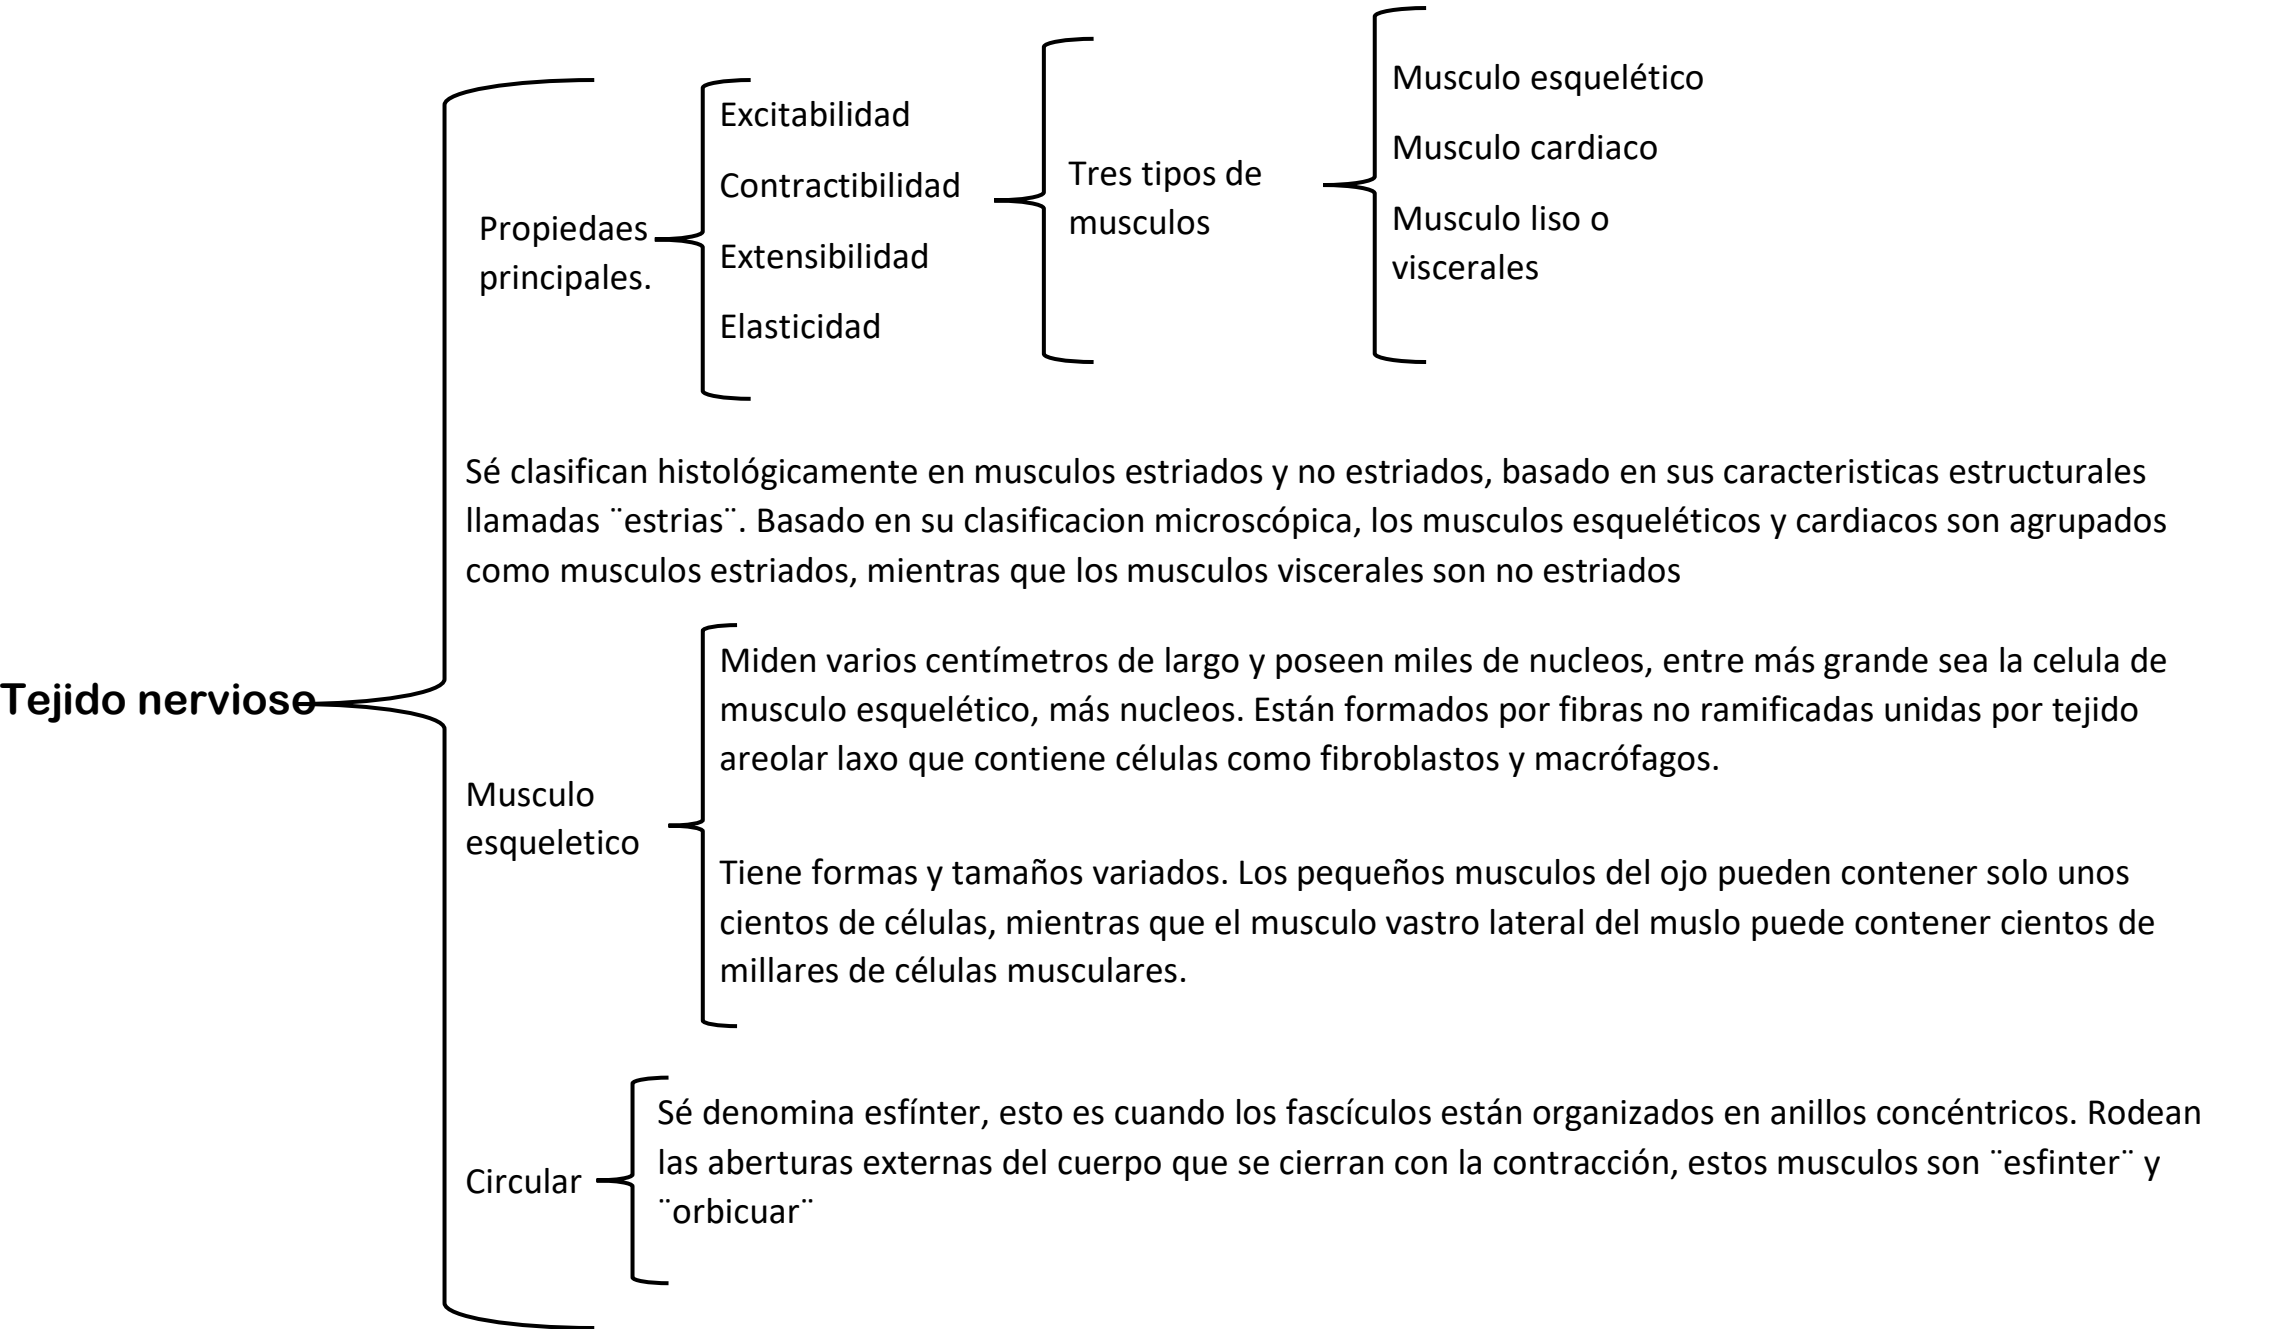 Tejido nervioso
Propiedaes
principales.
Excitabilidad
Contractibilidad
Extensibilidad
Elasticidad
Tres tipos de
musculos
Musculo esquelético
Musculo cardiaco
Musculo liso o
viscerales
Sé clasifican histológicamente en musculos estriados y no estriados, basado en sus caracteristicas estructurales
llamadas ¨estrias¨. Basado en su clasificacion microscópica, los musculos esqueléticos y cardiacos son agrupados
como musculos estriados, mientras que los musculos viscerales son no estriados
Musculo
esqueletico
Miden varios centímetros de largo y poseen miles de nucleos, entre más grande sea la celula de
musculo esquelético, más nucleos. Están formados por fibras no ramificadas unidas por tejido
areolar laxo que contiene células como fibroblastos y macrófagos.
Tiene formas y tamaños variados. Los pequeños musculos del ojo pueden contener solo unos
cientos de células, mientras que el musculo vastro lateral del muslo puede contener cientos de
millares de células musculares.
Circular
Sé denomina esfínter, esto es cuando los fascículos están organizados en anillos concéntricos. Rodean
las aberturas externas del cuerpo que se cierran con la contracción, estos musculos son ¨esfinter¨ y
¨orbicuar¨